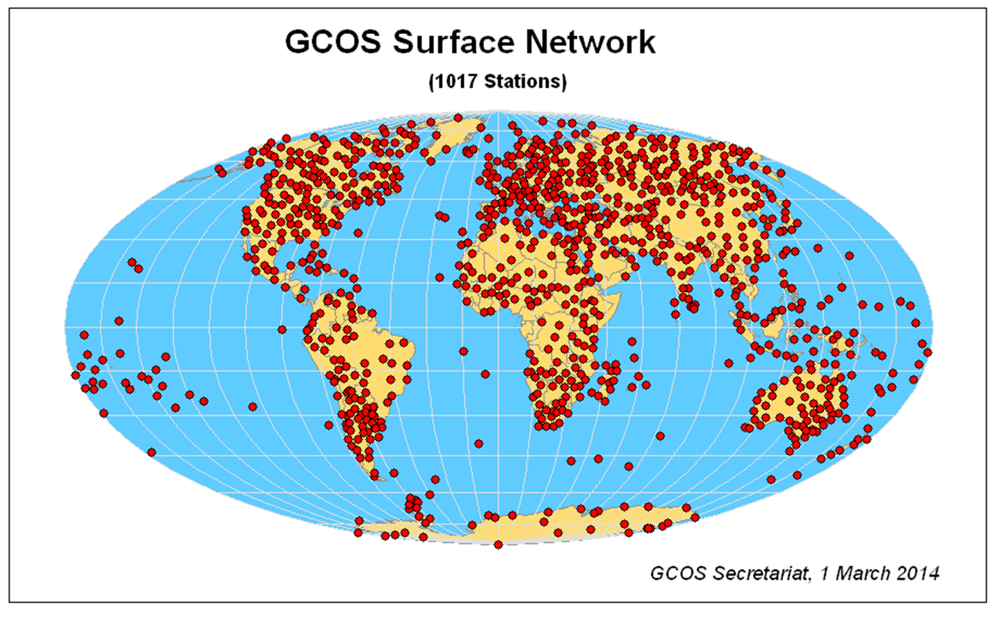 GCOS Surface Network
(1017 Stations)
GCOS Secretariat, 1 March 2014